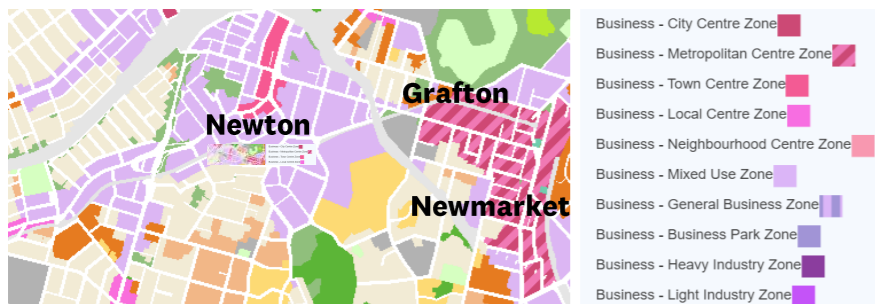 Grafton
Newton
Newmarket
Business - City Centre Zone
Business - Metropolitan Centre Zone
Business - Town Centre Zone
Business - Local Centre Zone
Business - Neighbourhood Centre Zone
Business - Mixed Use Zone
Business - General Business Zone
Business - Business Park Zone
Business - Heavy Industry Zone
Business - Light Industry Zone